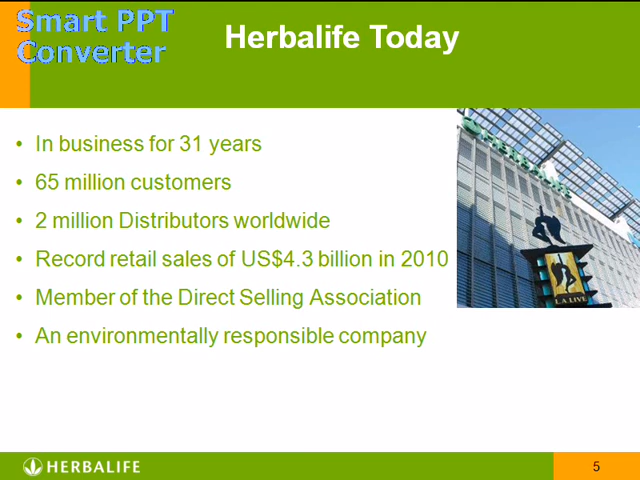 Smart PPT
Converter
Herbalife Today
• In business for 31 years
• 65 million customers
• 2 million Distributors worldwide
• Record retail sales of US$4.3 billion in 2010
• Member of the Direct Selling Association
• An environmentally responsible company
HERBALIFE
L.A. LIVE
HERBALIFE
5